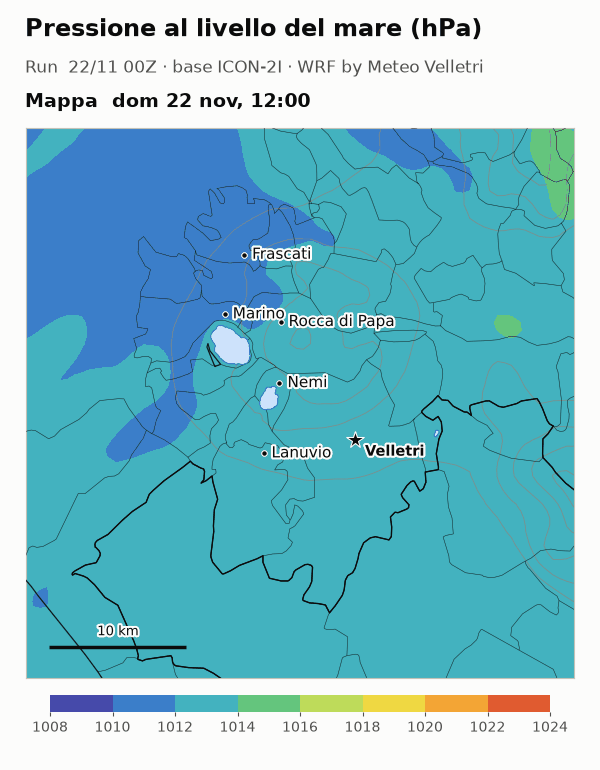 Pressione al livello del mare (hPa)
Run  22/11 00Z · base ICON-2I · WRF by Meteo Velletri
Mappa  dom 22 nov, 12:00
Frascati
Marino
Rocca di Papa
Nemi
Velletri
Lanuvio
10 km
1008 1010 1012 1014 1016 1018 1020 1022 1024